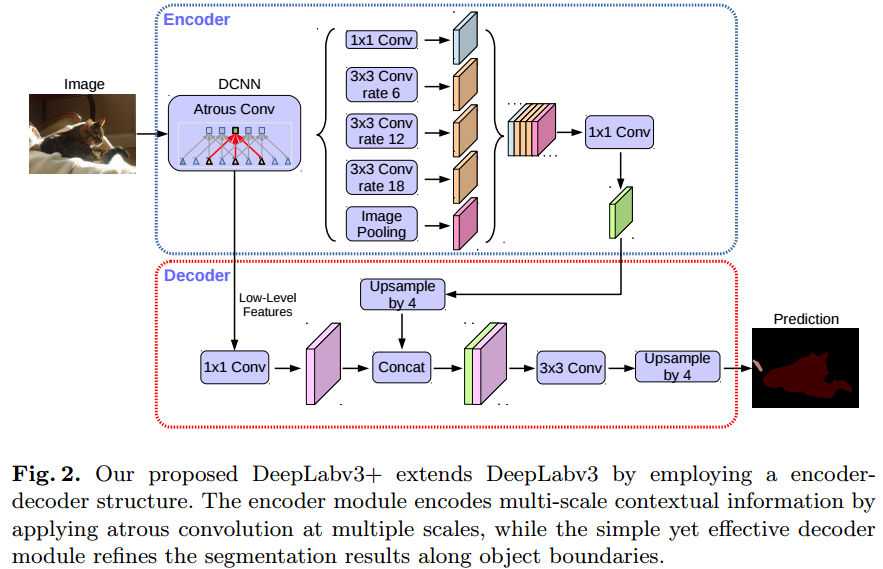 Encoder
Image
DCNN
Atrous Conv
1x1 Conv
3x3 Conv
rate 6
3x3 Conv
rate 12
3x3 Conv
rate 18
Image
Pooling
1x1 Conv
Decoder
Low-Level
Features
Upsample
by 4
1x1 Conv
Concat
3x3 Conv
Upsample
by 4
Prediction
Fig. 2. Our proposed DeepLabv3+ extends DeepLabv3 by employing a encoder-
decoder structure. The encoder module encodes multi-scale contextual information by
applying atrous convolution at multiple scales, while the simple yet effective decoder
module refines the segmentation results along object boundaries.